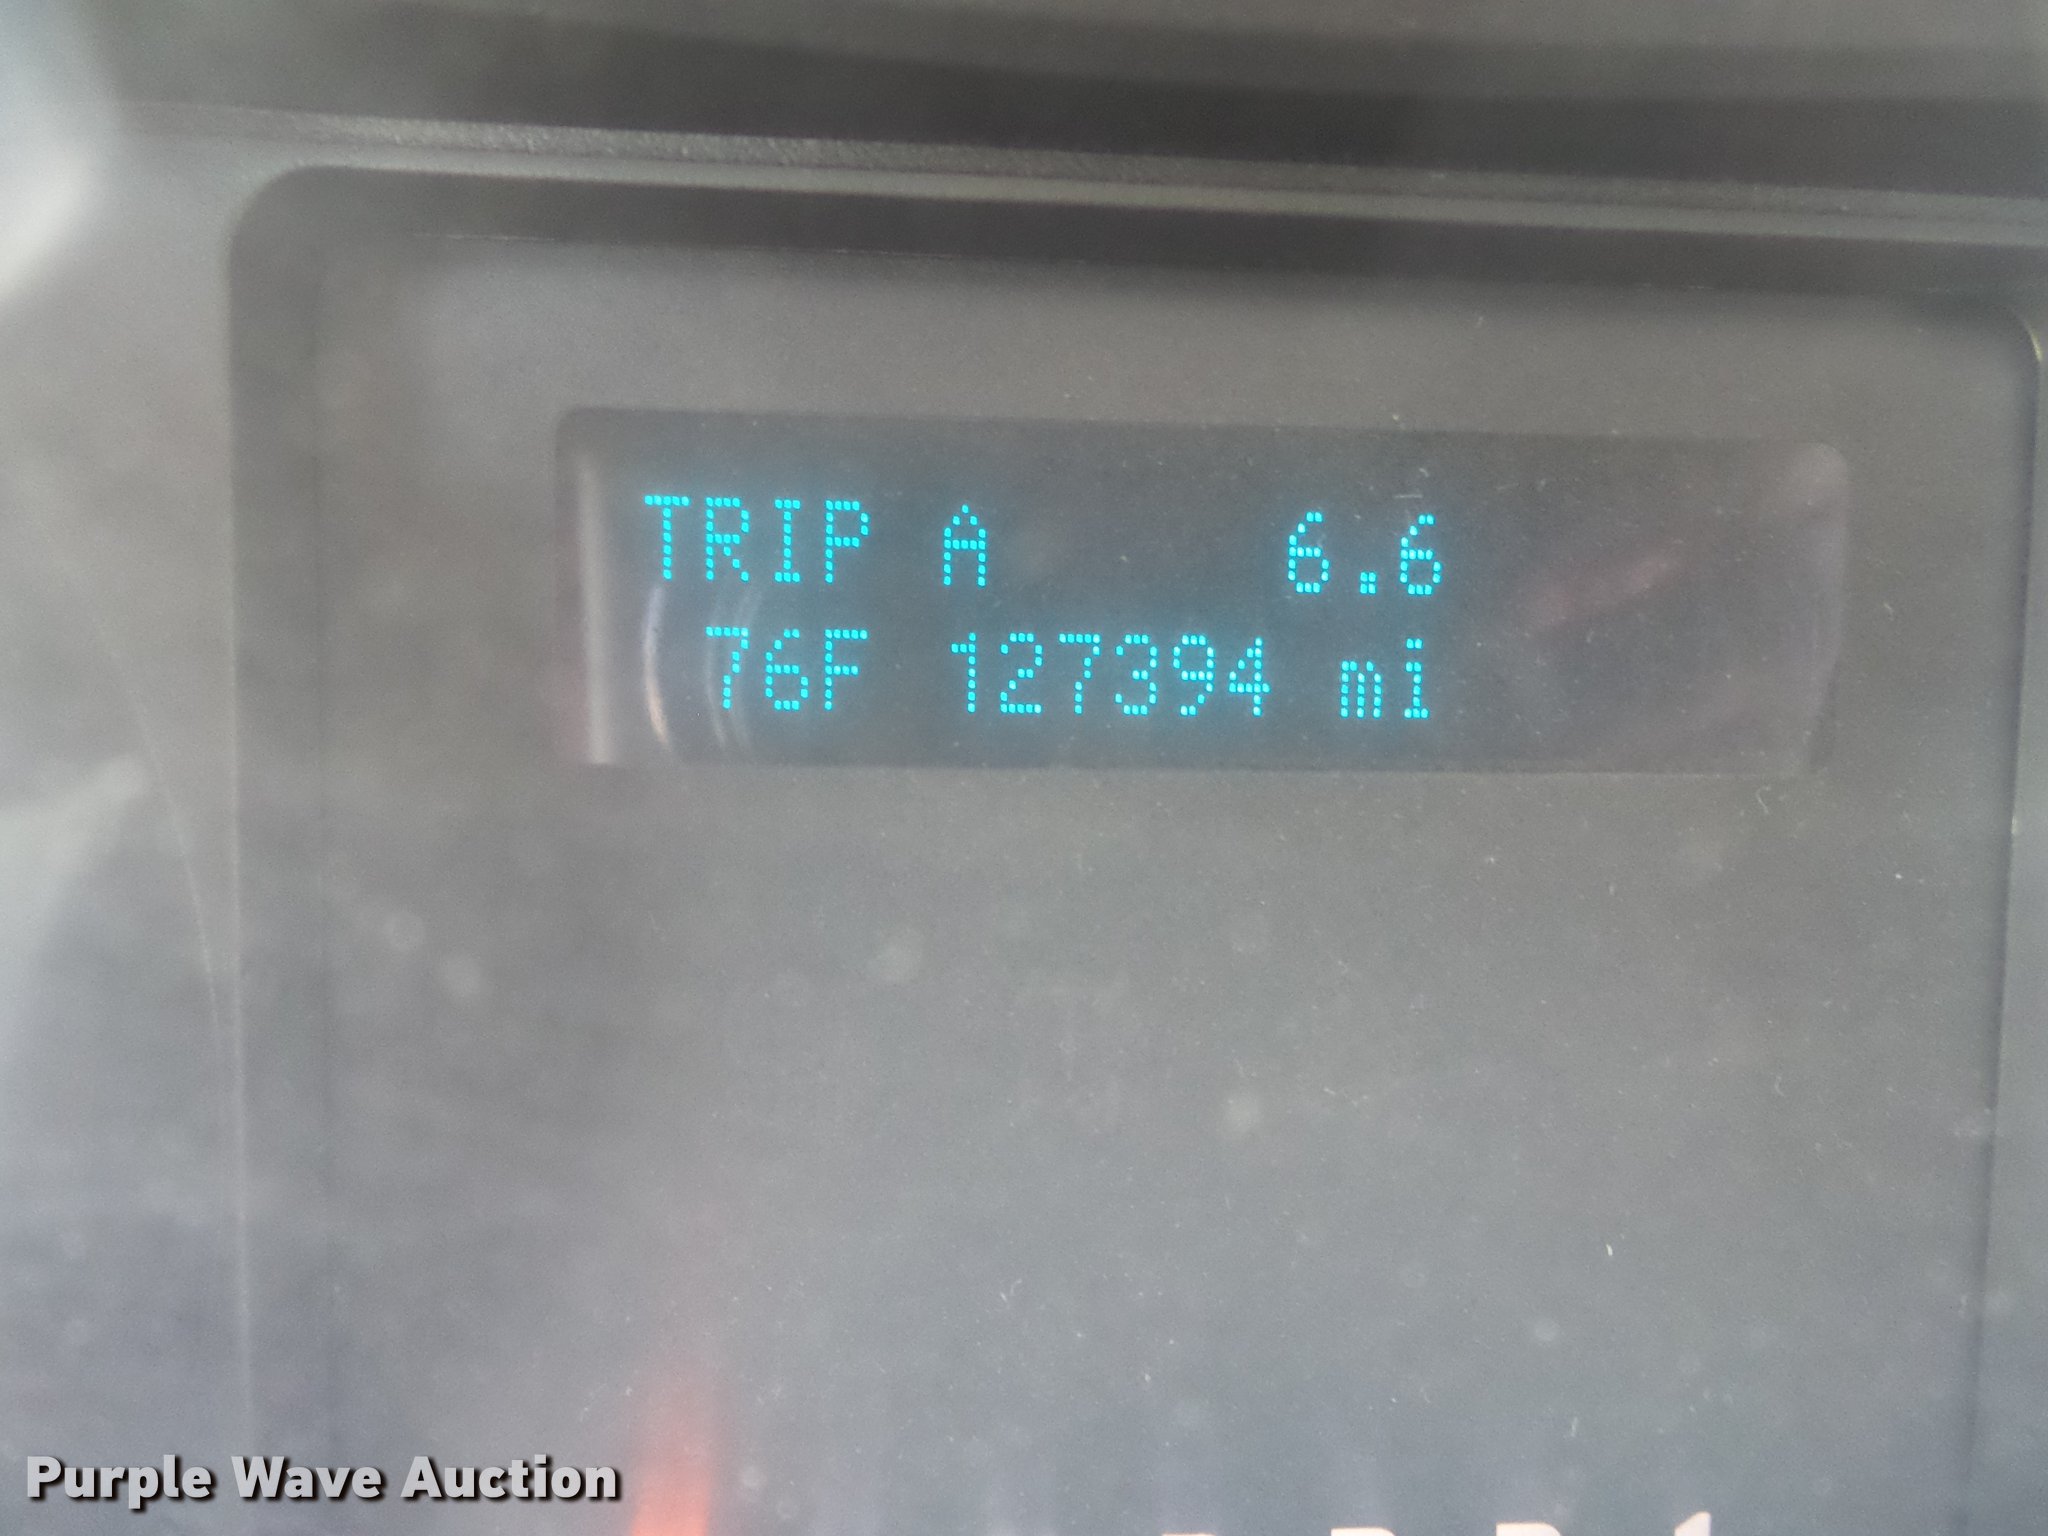 TRIP A 6.6
76F 127394 mi
Purple Wave Auction